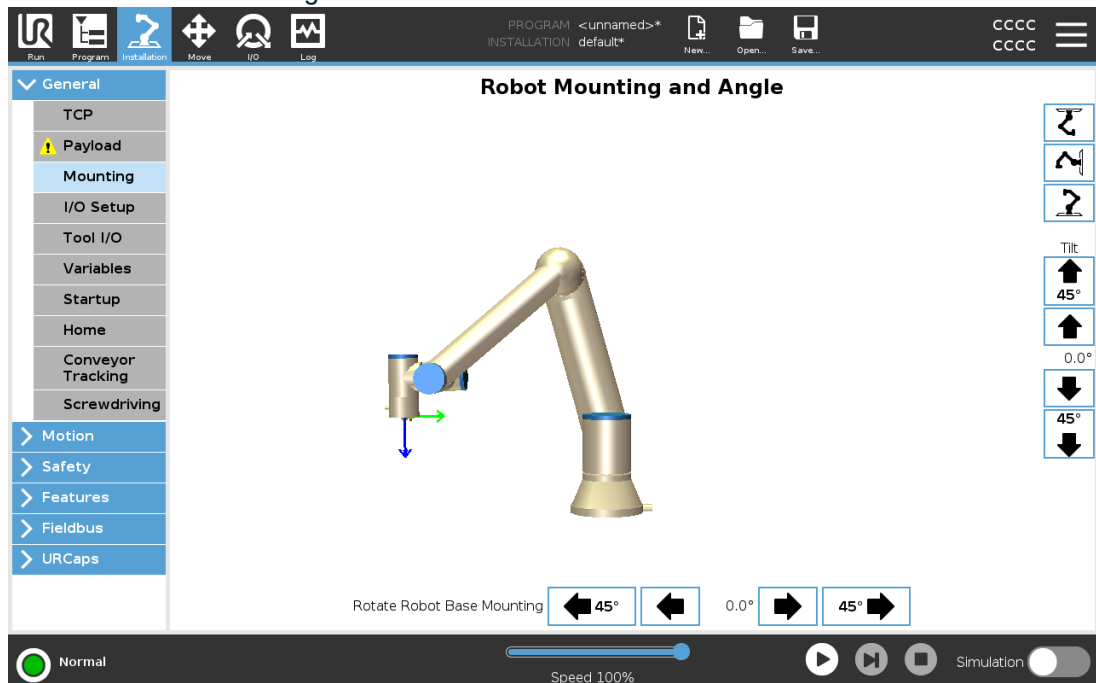 PROGRAM <unnamed>*
INSTALLATION default*
CCCC
CCCC
UR
Run
Program
Installation
Move
I/O
Log
New...
Open...
Save...
General
TCP
Payload
Mounting
I/O Setup
Tool I/O
Variables
Startup
Home
Conveyor
Tracking
Screwdriving
Motion
Safety
Features
Fieldbus
URCaps
Robot Mounting and Angle
Tilt
45°
0.0°
45°
Rotate Robot Base Mounting
45°
0.0°
45°
Normal
Speed 100%
Simulation